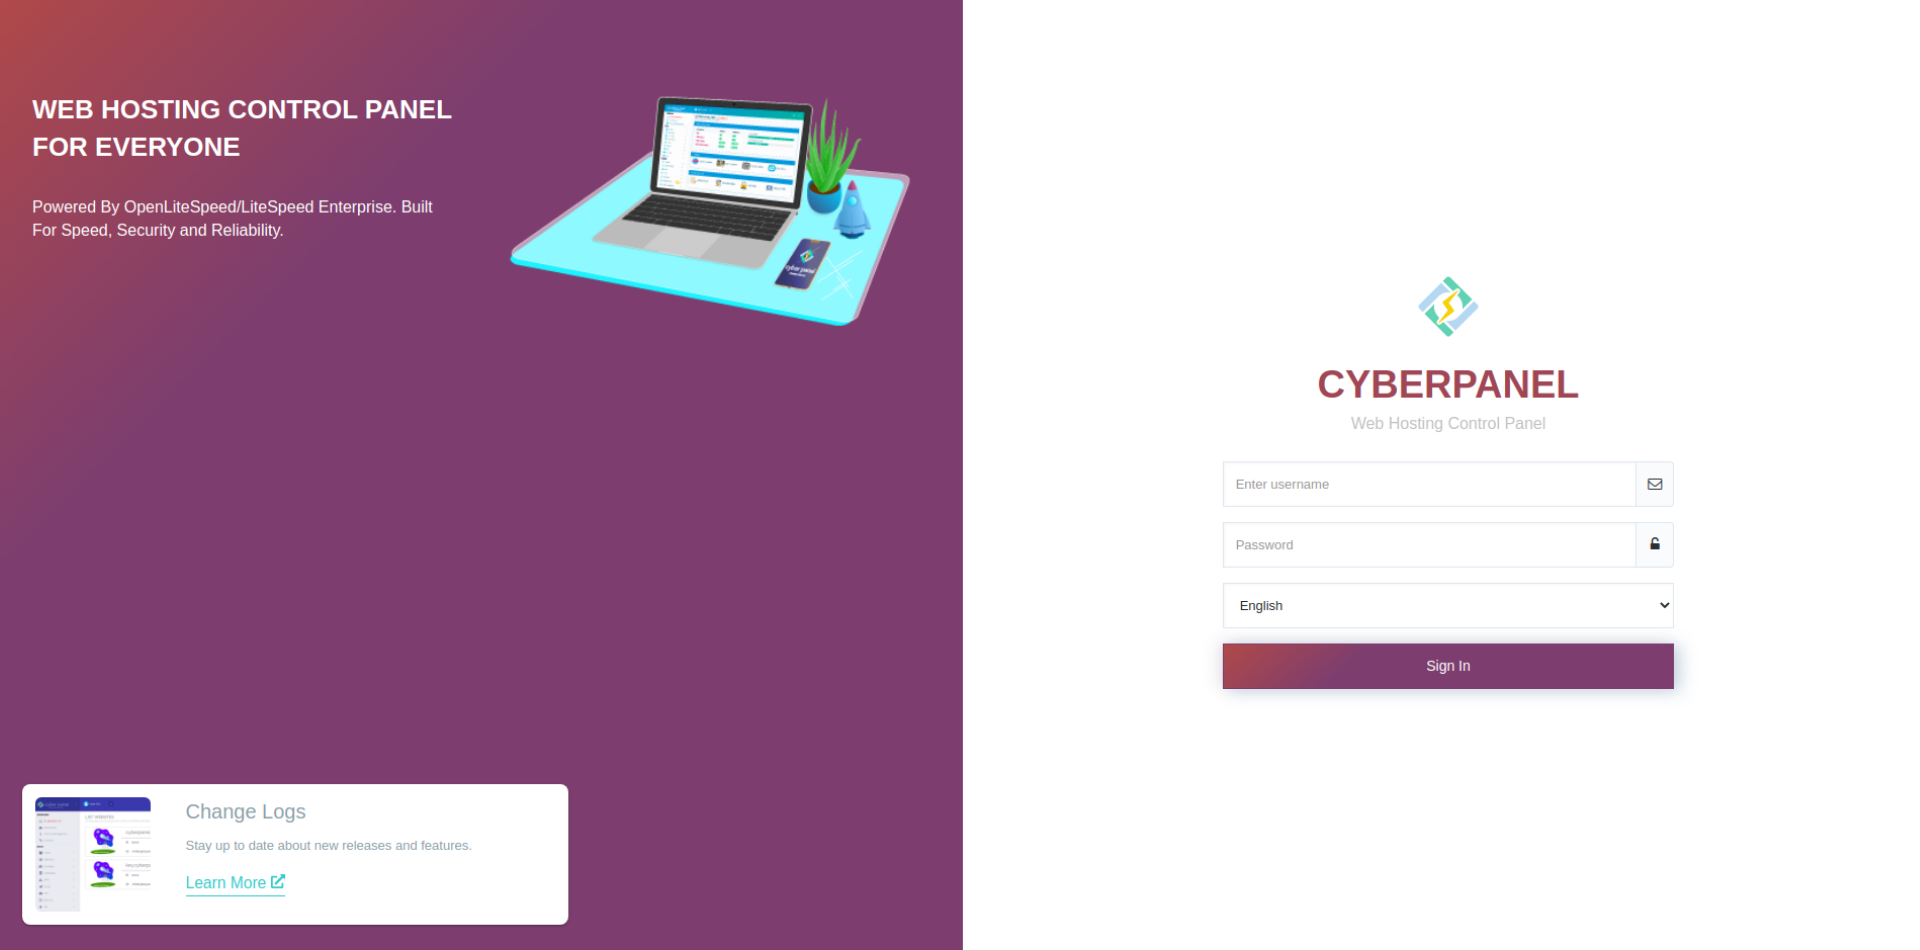 WEB HOSTING CONTROL PANEL
FOR EVERYONE
Powered By OpenLiteSpeed/LiteSpeed Enterprise. Built
For Speed, Security and Reliability.
cyber panel
CYBERPANEL
Web Hosting Control Panel
Enter username
Password
English
Sign In
Change Logs
Stay up to date about new releases and features.
Learn More